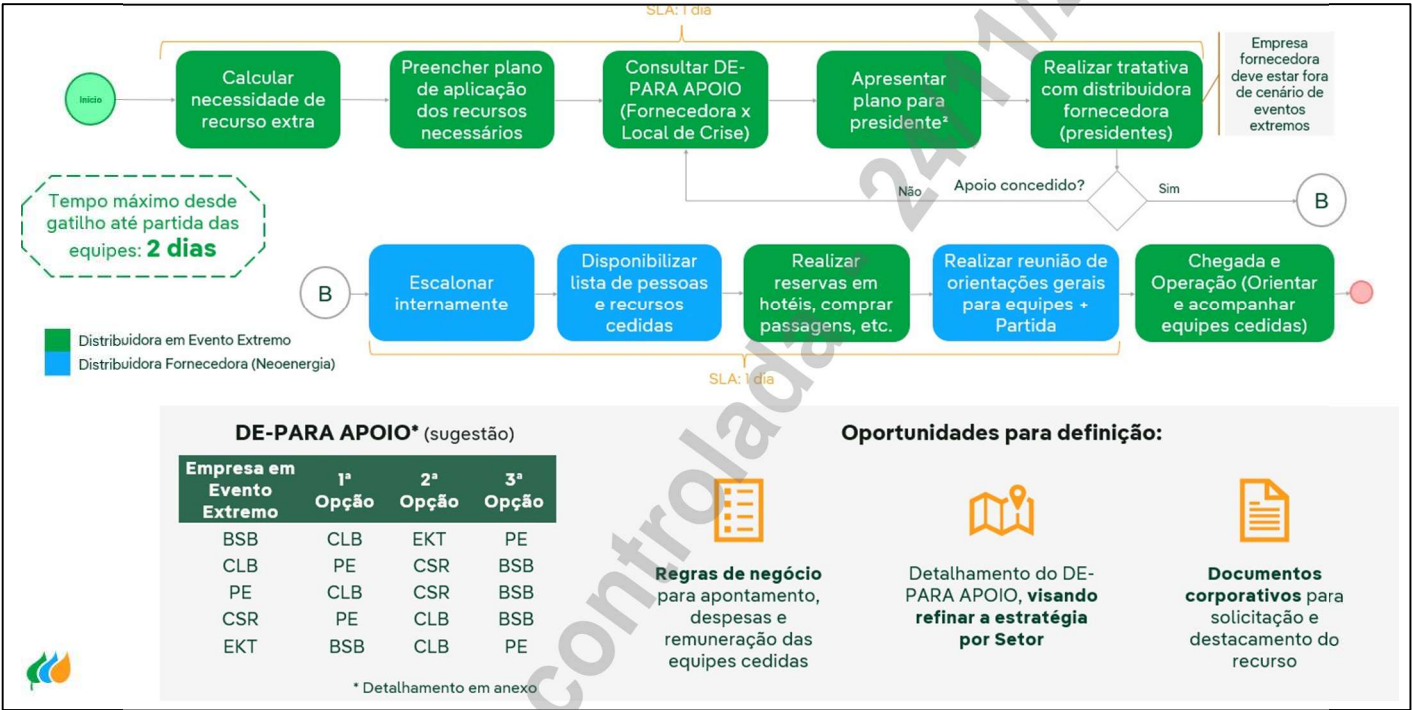 SLA: 1 dia
Início
Calcular
necessidade de
recurso extra
Preencher plano
de aplicação
dos recursos
necessários
Consultar DE-
PARA APOIO
(Fornecedora x
Local de Crise)
Apresentar
plano para
presidente²
Realizar tratativa
com distribuidora
fornecedora
(presidentes)
Empresa
fornecedora
deve estar fora
de cenário de
eventos
extremos
Tempo máximo desde
gatilho até partida das
equipes: 2 dias
Não
Apoio concedido?
Sim
B
B
Escalonar
internamente
Disponibilizar
lista de pessoas
e recursos
cedidas
Realizar
reservas em
hotéis, comprar
passagens, etc.
Realizar reunião de
orientações gerais
para equipes +
Partida
Chegada e
Operação (Orientar
e acompanhar
equipes cedidas)
Distribuidora em Evento Extremo
Distribuidora Fornecedora (Neoenergia)
SLA: 1 dia
DE-PARA APOIO* (sugestão)
Empresa em
Evento
Extremo
1ª
Opção
2ª
Opção
3ª
Opção
BSB CLB EKT PE
CLB PE CSR BSB
PE CLB CSR BSB
CSR PE CLB BSB
EKT BSB CLB PE
* Detalhamento em anexo
Oportunidades para definição:
Regras de negócio
para apontamento,
despesas e
remuneração das
equipes cedidas
Detalhamento do DE-
PARA APOIO, visando
refinar a estratégia
por Setor
Documentos
corporativos para
solicitação e
destacamento do
recurso
controlada - 24/11/